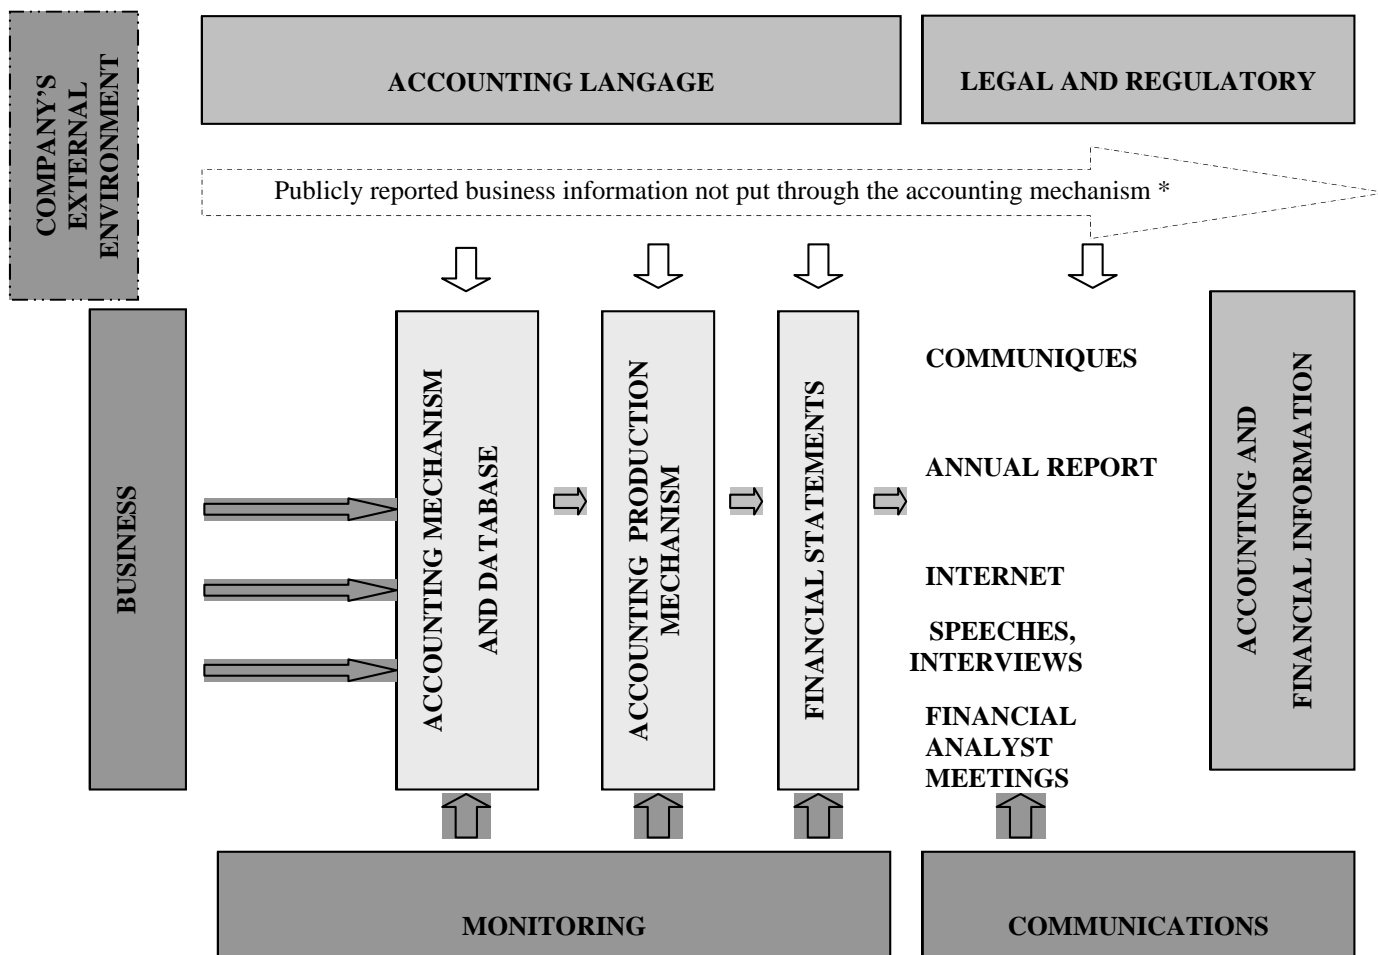 COMPANY'S
EXTERNAL
ENVIRONMENT
ACCOUNTING LANGAGE
LEGAL AND REGULATORY
Publicly reported business information not put through the accounting mechanism *
BUSINESS
ACCOUNTING MECHANISM
AND DATABASE
ACCOUNTING PRODUCTION
MECHANISM
FINANCIAL STATEMENTS
COMMUNIQUES
ANNUAL REPORT
INTERNET
SPEECHES,
INTERVIEWS
FINANCIAL
ANALYST
MEETINGS
ACCOUNTING AND
FINANCIAL INFORMATION
MONITORING
COMMUNICATIONS